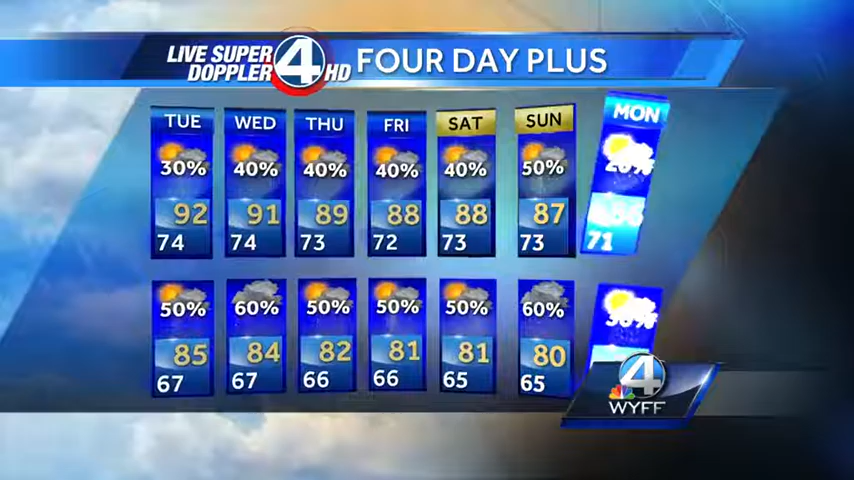 LIVE SUPER DOPPLER 4 HD FOUR DAY PLUS
TUE WED THU FRI SAT SUN MON
30% 40% 40% 40% 40% 50%
92 91 89 88 88 87
74 74 73 72 73 73 71
50% 60% 50% 50% 50% 60%
85 84 82 81 81 80
67 67 66 66 65 65
4
WYFF